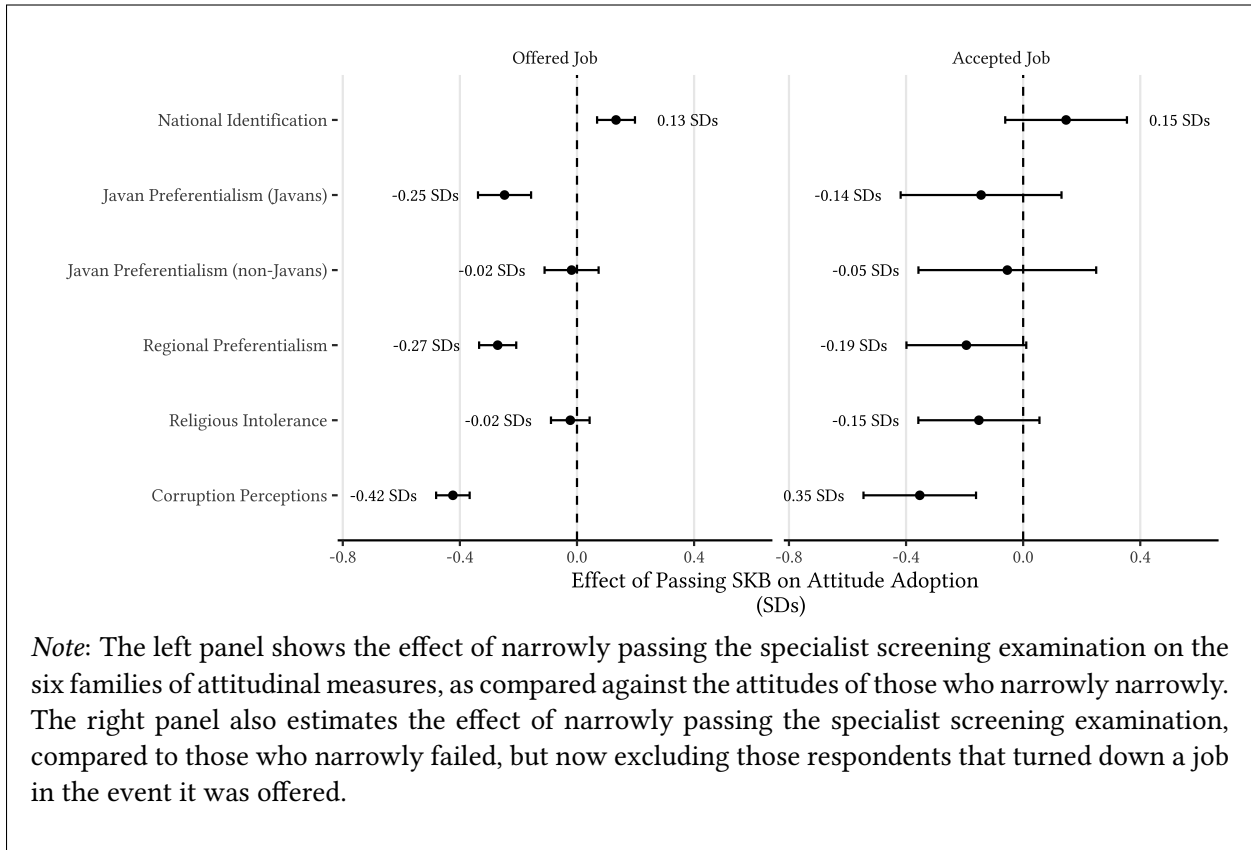 Offered Job Accepted Job
National Identification 0.13 SDs 0.15 SDs
Javan Preferentialism (Javans) -0.25 SDs -0.14 SDs
Javan Preferentialism (non-Javans) -0.02 SDs -0.05 SDs
Regional Preferentialism -0.27 SDs -0.19 SDs
Religious Intolerance -0.02 SDs -0.15 SDs
Corruption Perceptions -0.42 SDs 0.35 SDs
-0.8 -0.4 0.0 0.4 -0.8 -0.4 0.0 0.4
Effect of Passing SKB on Attitude Adoption
(SDs)
Note: The left panel shows the effect of narrowly passing the specialist screening examination on the
six families of attitudinal measures, as compared against the attitudes of those who narrowly narrowly.
The right panel also estimates the effect of narrowly passing the specialist screening examination,
compared to those who narrowly failed, but now excluding those respondents that turned down a job
in the event it was offered.